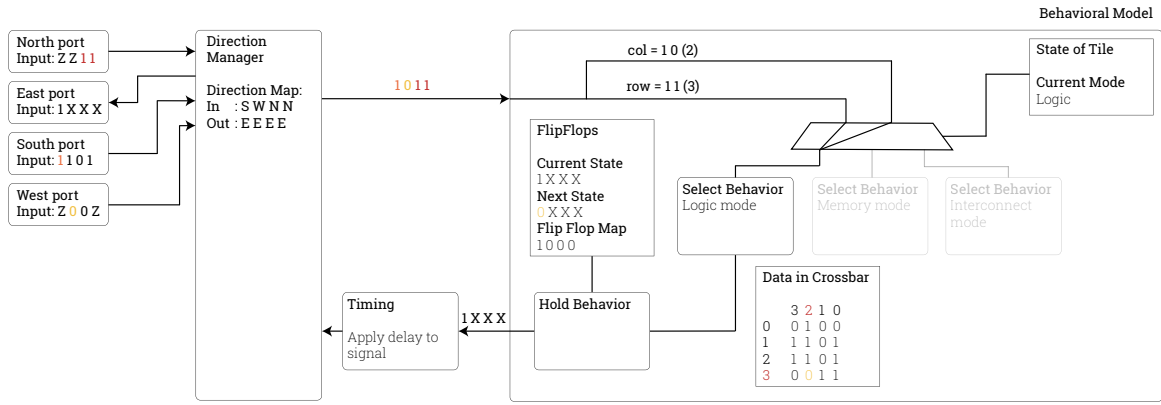 Behavioral Model
North port
Input: Z Z 1 1
East port
Input: 1 X X X
South port
Input: 1 1 0 1
West port
Input: Z 0 0 Z
Direction
Manager
Direction Map:
In : S W N N
Out : E E E E
1 0 1 1
col = 1 0 (2)
row = 1 1 (3)
State of Tile
Current Mode
Logic
FlipFlops
Current State
1 X X X
Next State
0 X X X
Flip Flop Map
1 0 0 0
Select Behavior
Logic mode
Select Behavior
Memory mode
Select Behavior
Interconnect
mode
Timing
Apply delay to
signal
1 X X X
Hold Behavior
Data in Crossbar
3 2 1 0
0 0 1 0 0
1 1 1 0 1
2 1 1 0 1
3 0 0 1 1